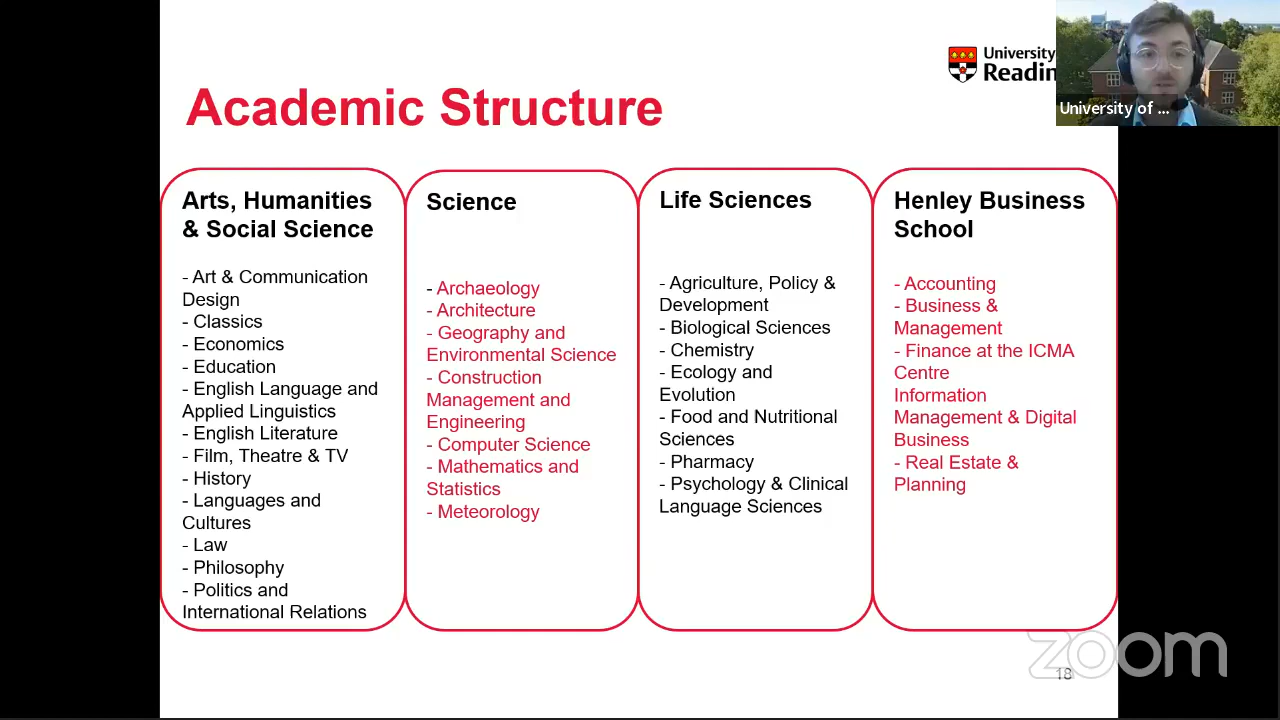 University
Readin
University of ...
Academic Structure
Arts, Humanities
& Social Science
- Art & Communication
Design
- Classics
- Economics
- Education
- English Language and
Applied Linguistics
- English Literature
- Film, Theatre & TV
- History
- Languages and
Cultures
- Law
- Philosophy
- Politics and
International Relations
Science
- Archaeology
- Architecture
- Geography and
Environmental Science
- Construction
Management and
Engineering
- Computer Science
- Mathematics and
Statistics
- Meteorology
Life Sciences
- Agriculture, Policy &
Development
- Biological Sciences
- Chemistry
- Ecology and
Evolution
- Food and Nutritional
Sciences
- Pharmacy
- Psychology & Clinical
Language Sciences
Henley Business
School
- Accounting
- Business &
Management
- Finance at the ICMA
Centre
Information
Management & Digital
Business
- Real Estate &
Planning
zoom
18